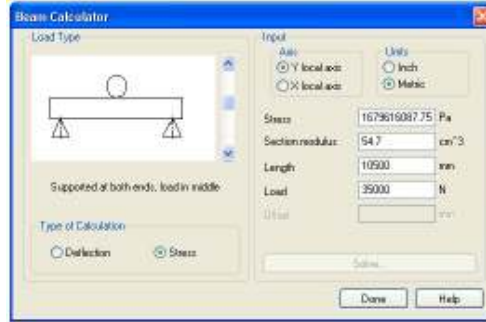 Beam Calculator
Load Type
Supported at both ends, load in middle
Type of Calculation
Deflection
Stress
Input
Axis
Y local axis
X local axis
Units
Inch
Metric
Stress 1679616087.75 Pa
Section modulus 54.7 cm^3
Length 10500 mm
Load 35000 N
Offset mm
Solve...
Done Help